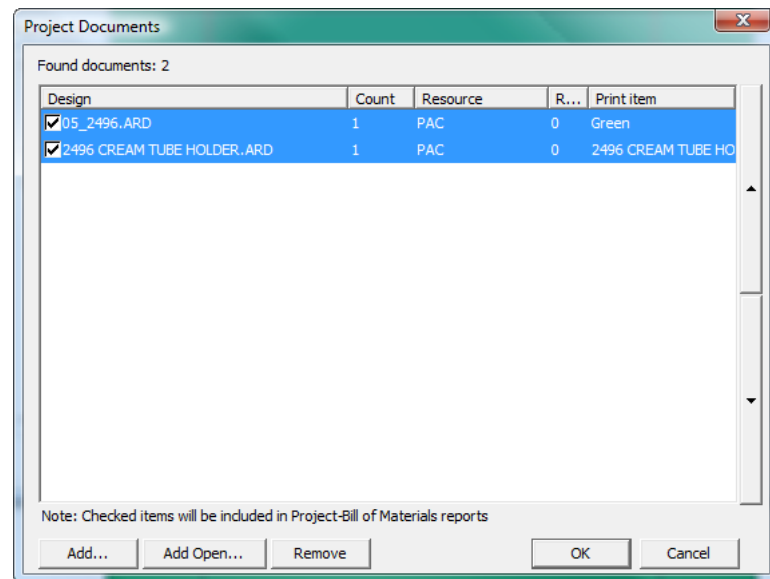 Project Documents
Found documents: 2
Design Count Resource R... Print item
05_2496.ARD 1 PAC 0 Green
2496 CREAM TUBE HOLDER.ARD 1 PAC 0 2496 CREAM TUBE HO
Note: Checked items will be included in Project-Bill of Materials reports
Add... Add Open... Remove OK Cancel